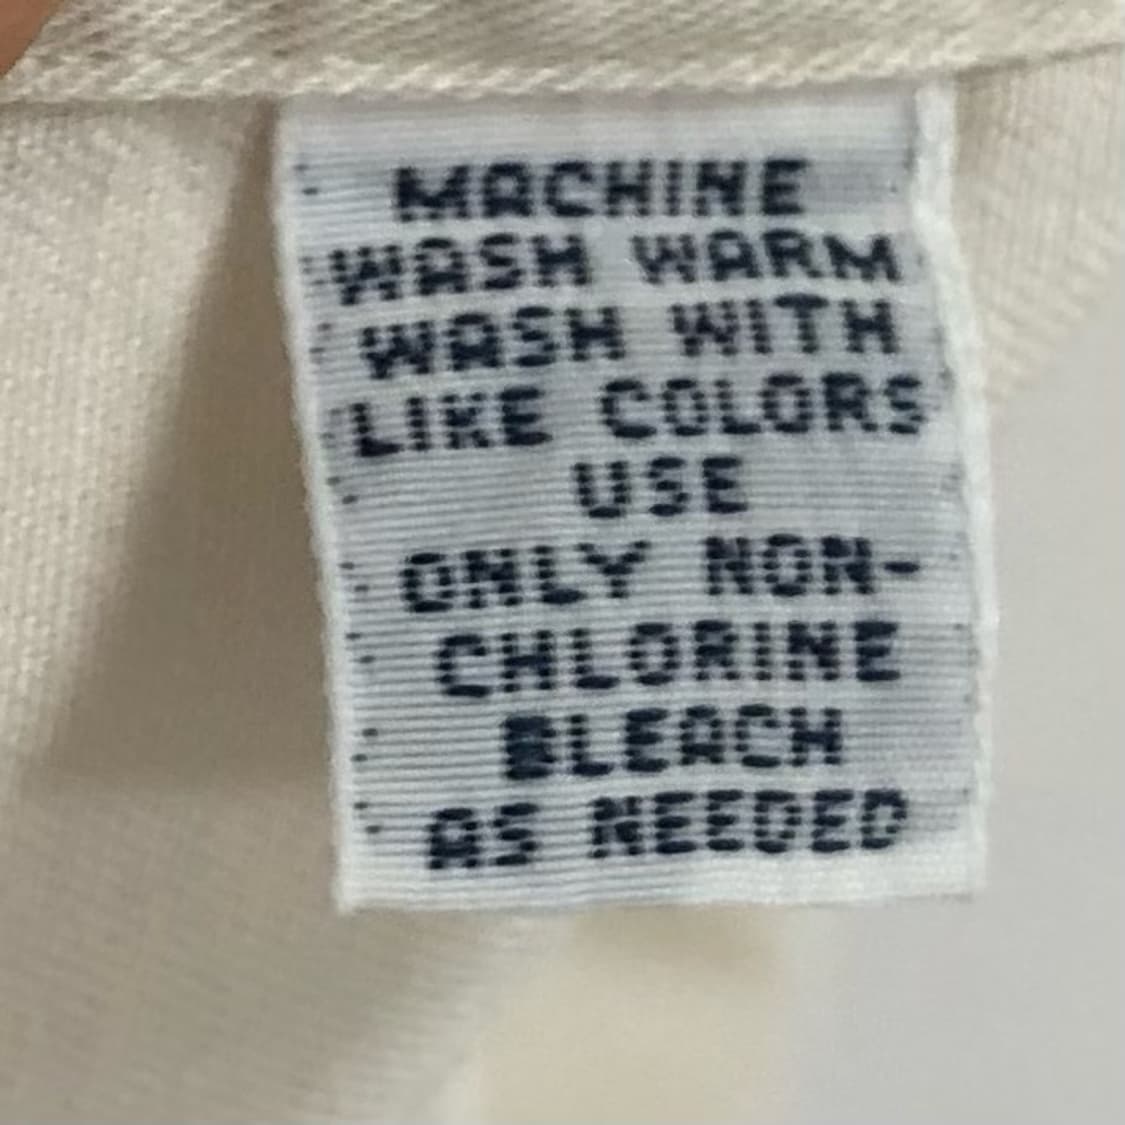 MACHINE
WASH WARM
WASH WITH
LIKE COLORS
USE
ONLY NON-
CHLORINE
BLEACH
AS NEEDED